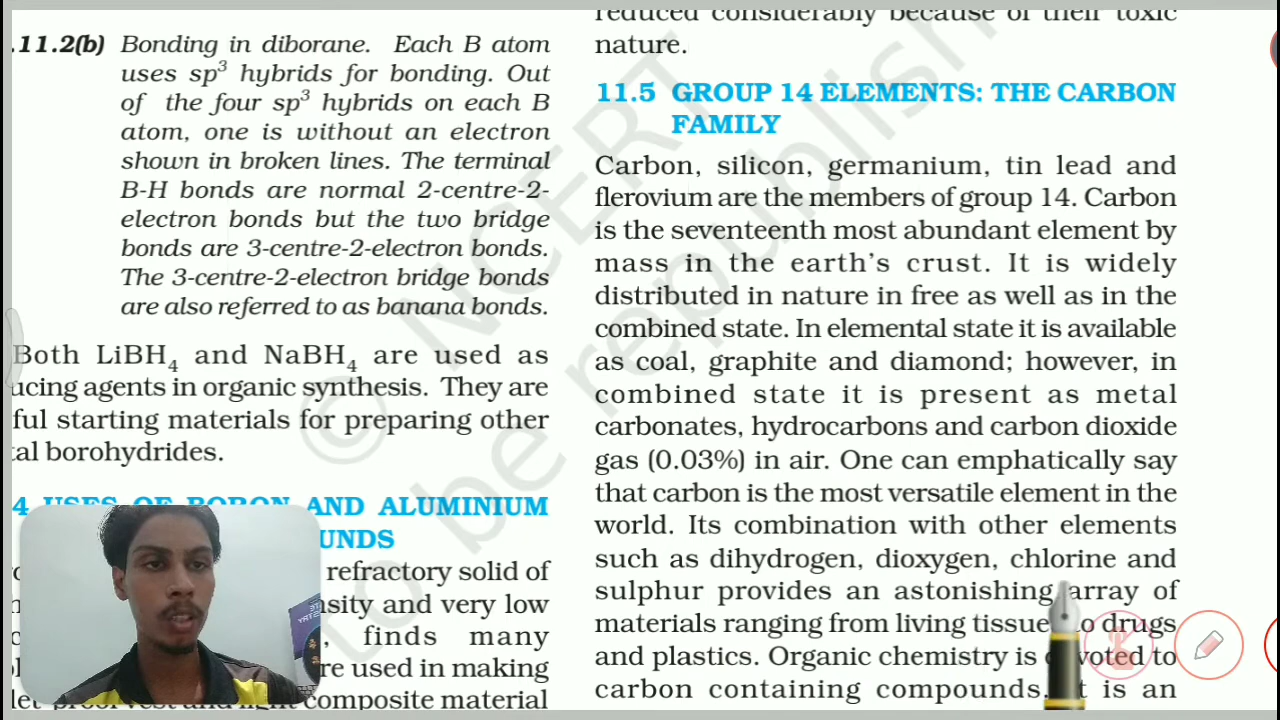 .11.2(b) Bonding in diborane. Each B atom
uses sp³ hybrids for bonding. Out
of the four sp³ hybrids on each B
atom, one is without an electron
shown in broken lines. The terminal
B-H bonds are normal 2-centre-2-
electron bonds but the two bridge
bonds are 3-centre-2-electron bonds.
The 3-centre-2-electron bridge bonds
are also referred to as banana bonds.
Both LiBH₄ and NaBH₄ are used as
ucing agents in organic synthesis. They are
ful starting materials for preparing other
tal borohydrides.
4 USES OF BORON AND ALUMINIUM
UNDS
refractory solid of
nsity and very low
, finds many
re used in making
let-proof vest and light composite material
reduced considerably because of their toxic
nature.
11.5 GROUP 14 ELEMENTS: THE CARBON
FAMILY
Carbon, silicon, germanium, tin lead and
flerovium are the members of group 14. Carbon
is the seventeenth most abundant element by
mass in the earth's crust. It is widely
distributed in nature in free as well as in the
combined state. In elemental state it is available
as coal, graphite and diamond; however, in
combined state it is present as metal
carbonates, hydrocarbons and carbon dioxide
gas (0.03%) in air. One can emphatically say
that carbon is the most versatile element in the
world. Its combination with other elements
such as dihydrogen, dioxygen, chlorine and
sulphur provides an astonishing array of
materials ranging from living tissue to drugs
and plastics. Organic chemistry is devoted to
carbon containing compounds. It is an
© NCERT
to be republish